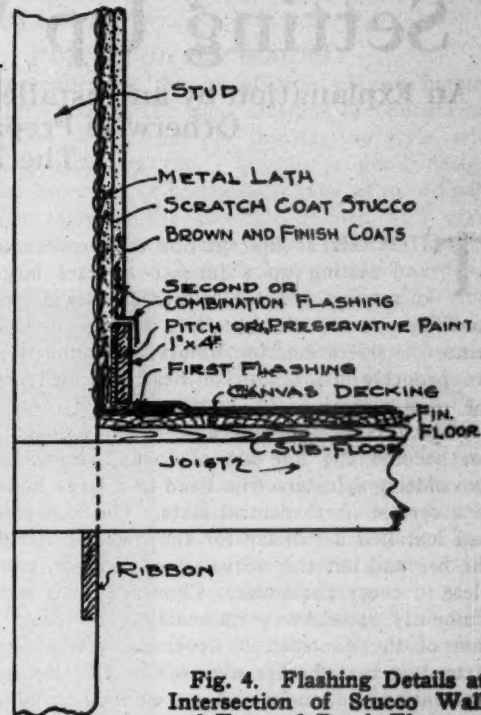 STUD
METAL LATH
SCRATCH COAT STUCCO
BROWN AND FINISH COATS
SECOND OR
COMBINATION FLASHING
PITCH OR PRESERVATIVE PAINT
1"x4"
FIRST FLASHING
CANVAS DECKING
FIN.
FLOOR
SUB-FLOOR
JOISTS
RIBBON
Fig. 4. Flashing Details at
Intersection of Stucco Wall